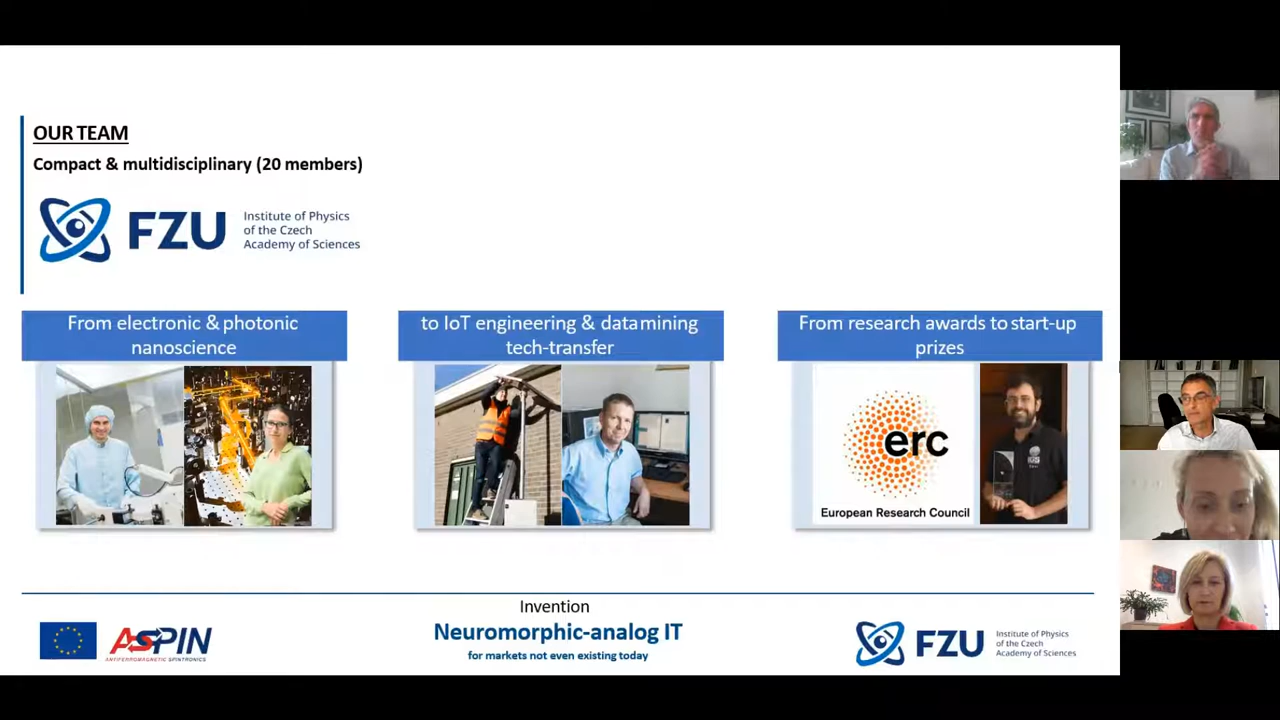 OUR TEAM
Compact & multidisciplinary (20 members)
FZU
Institute of Physics
of the Czech
Academy of Sciences
From electronic & photonic
nanoscience
to IoT engineering & datamining
tech-transfer
From research awards to start-up
prizes
erc
European Research Council
Invention
Neuromorphic-analog IT
for markets not even existing today
ASPIN
ANTIFERROMAGNETIC SPINTRONICS
FZU
Institute of Physics
of the Czech
Academy of Sciences